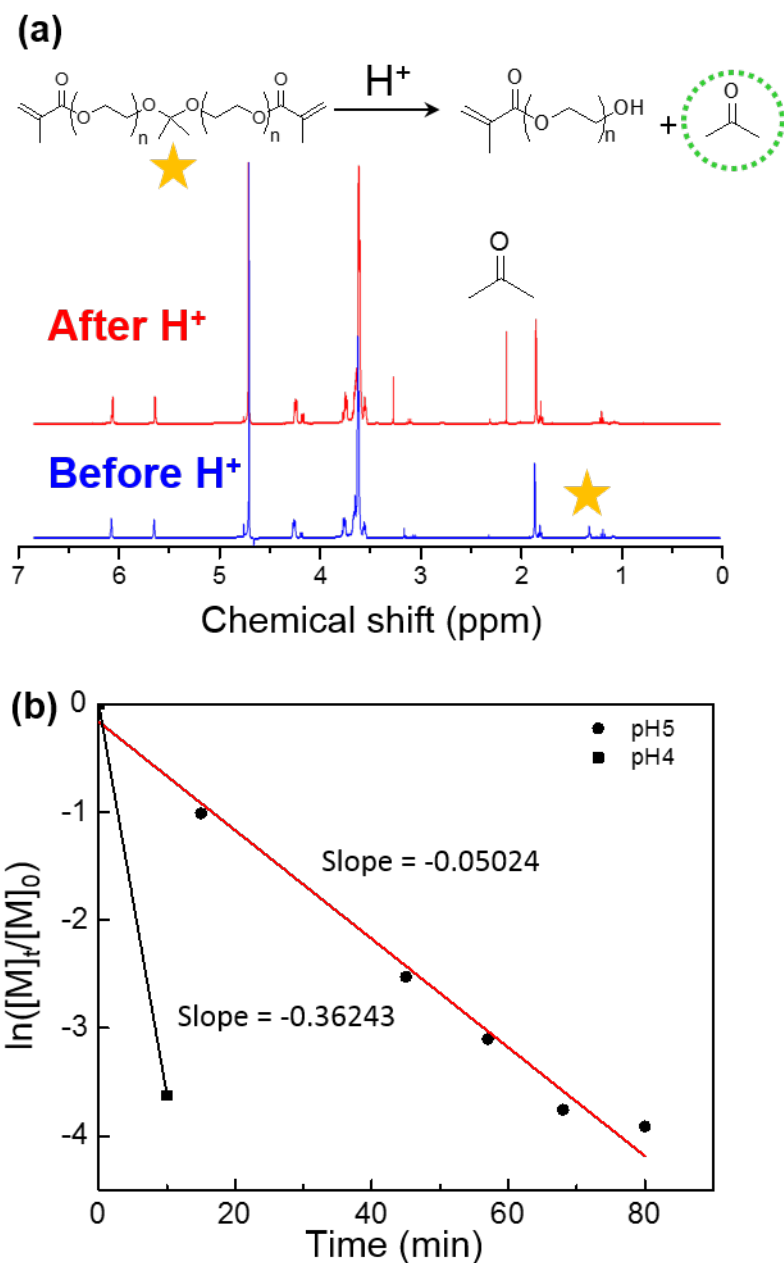 (a)
O
O
O
O
n
n
O
O
H⁺
O
O
OH
n
+
O
O
After H⁺
Before H⁺
7 6 5 4 3 2 1 0
Chemical shift (ppm)
(b)
0
-1
-2
-3
-4
ln([M]ₜ/[M]₀)
pH5
pH4
Slope = -0.05024
Slope = -0.36243
0 20 40 60 80
Time (min)